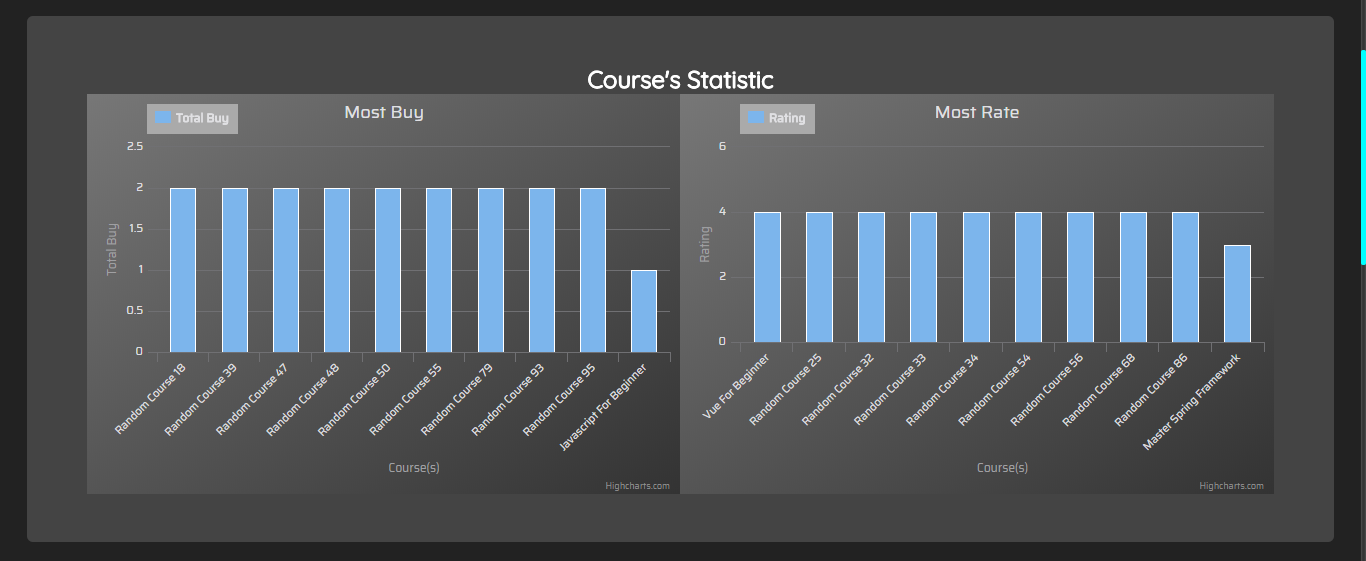 Course's Statistic
Most Buy
Total Buy
2.5
2
1.5
1
0.5
0
Total Buy
Random Course 18
Random Course 39
Random Course 47
Random Course 48
Random Course 50
Random Course 55
Random Course 79
Random Course 93
Random Course 95
Javascript For Beginner
Course(s)
Highcharts.com
Most Rate
Rating
6
4
2
0
Rating
Vue For Beginner
Random Course 25
Random Course 32
Random Course 33
Random Course 34
Random Course 54
Random Course 56
Random Course 68
Random Course 86
Master Spring Framework
Course(s)
Highcharts.com